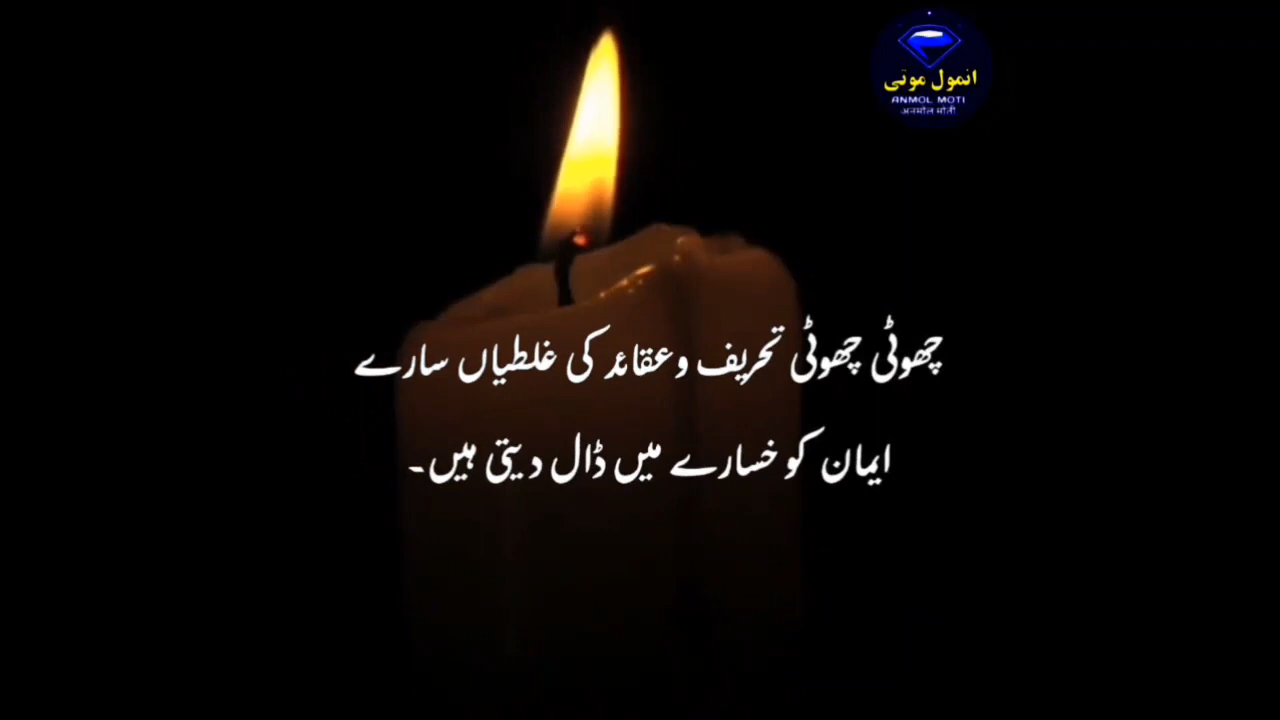 انمول موتی
ANMOL MOTI
अनमोल मोती
چھوٹی چھوٹی تحریف وعقائد کی غلطیاں سارے
ایمان کو خسارے میں ڈال دیتی ہیں۔